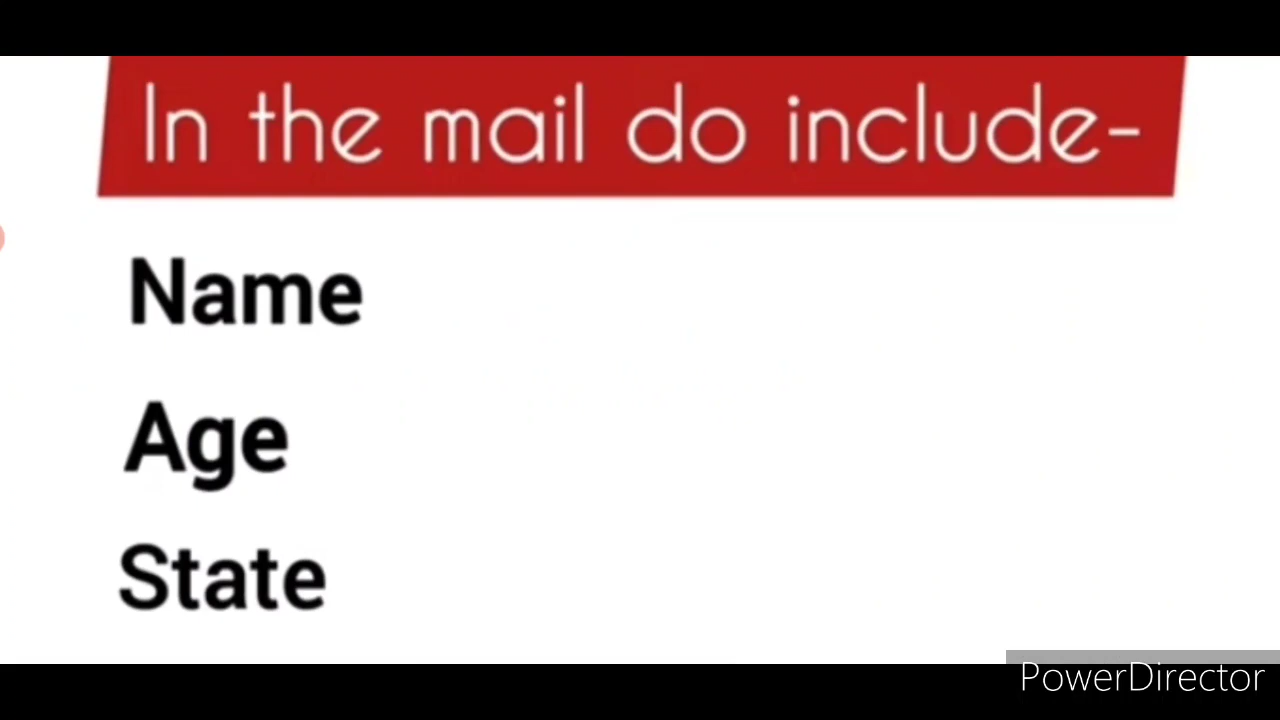 In the mail do include-
Name
Age
State
PowerDirector